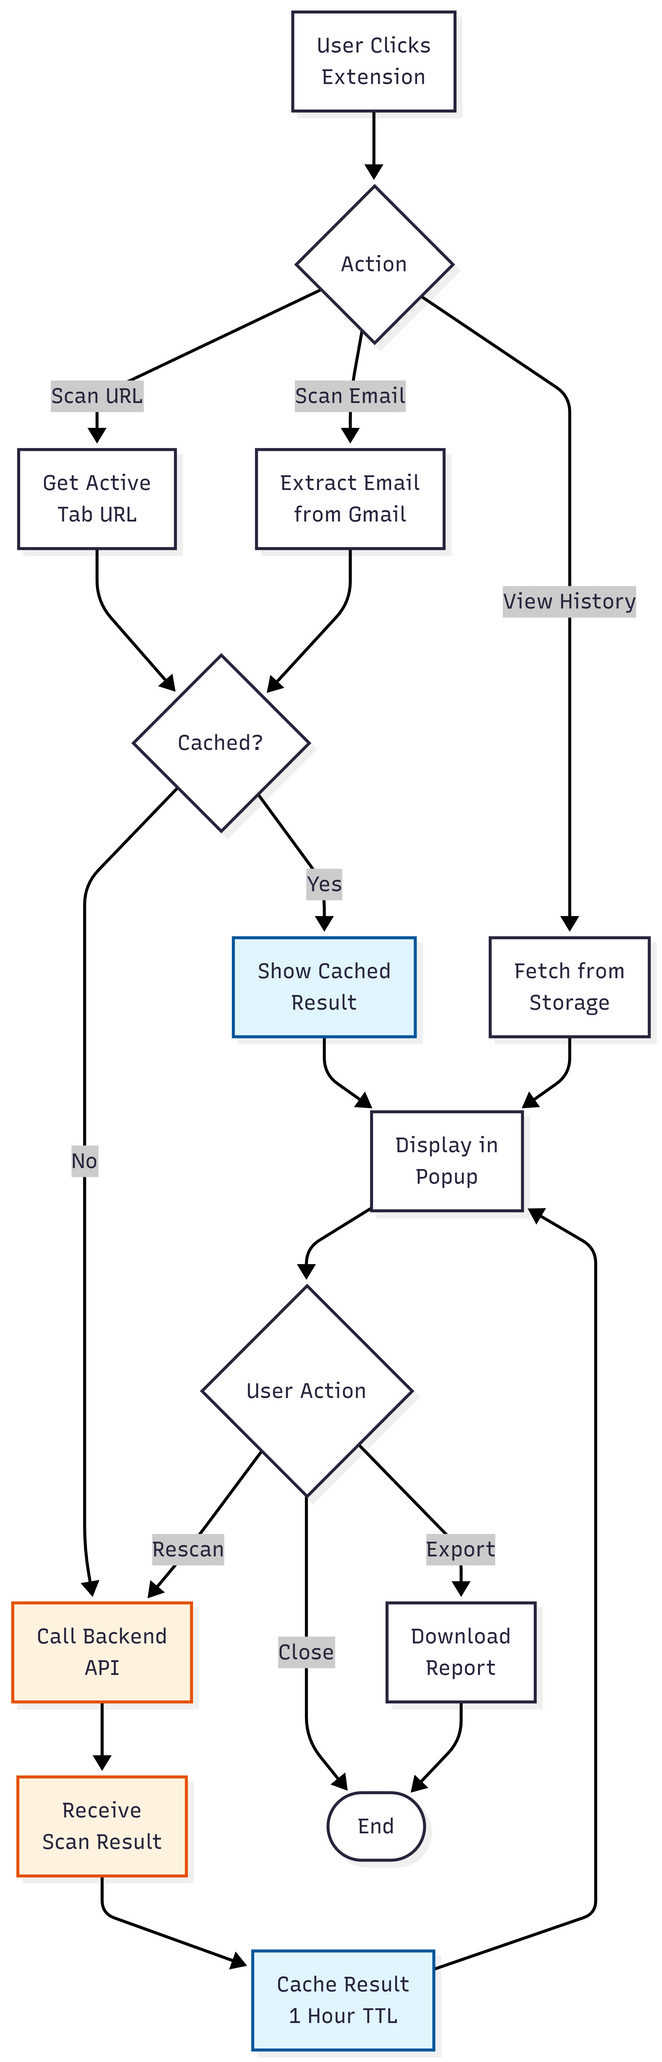 User Clicks
Extension
Action
Scan URL
Scan Email
Get Active
Tab URL
Extract Email
from Gmail
View History
Cached?
Yes
Show Cached
Result
Fetch from
Storage
No
Display in
Popup
User Action
Rescan
Export
Close
Call Backend
API
Download
Report
Receive
Scan Result
End
Cache Result
1 Hour TTL